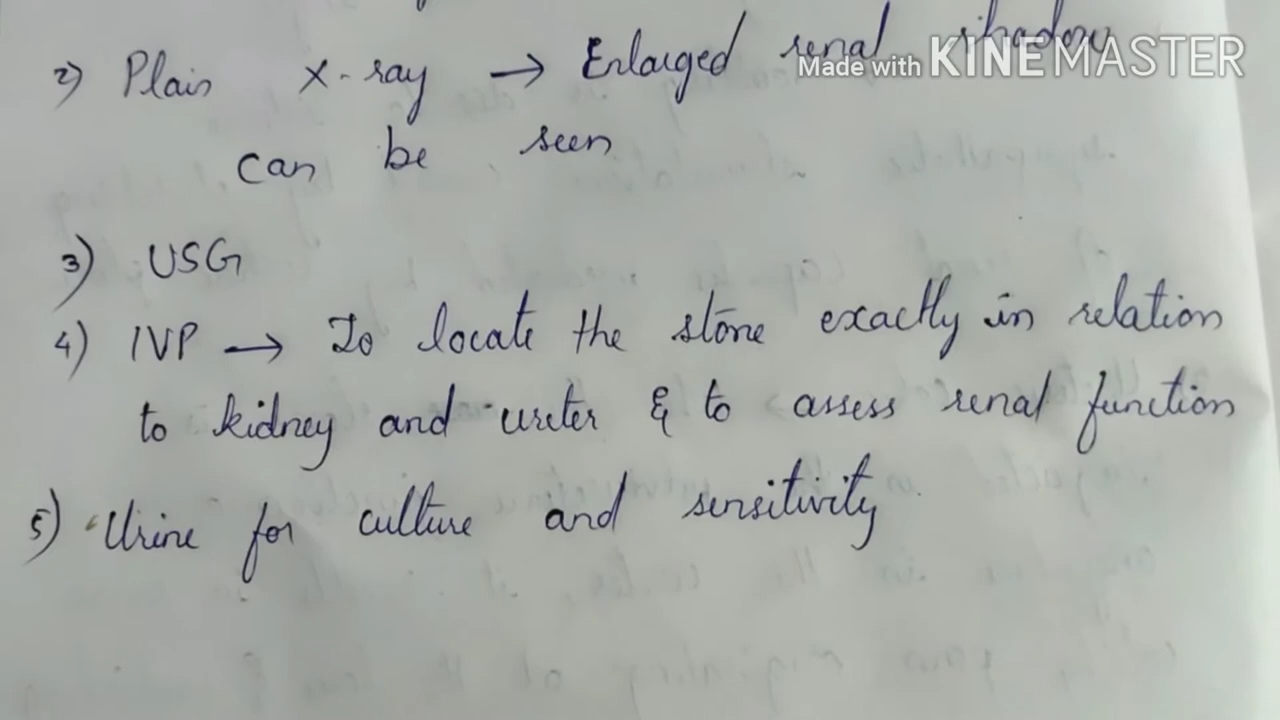 2) Plain X-ray → Enlarged renal shadow
Made with KINEMASTER
can be seen
3) USG
4) IVP → To locate the stone exactly in relation
to kidney and ureter & to assess renal function
5) Urine for culture and sensitivity